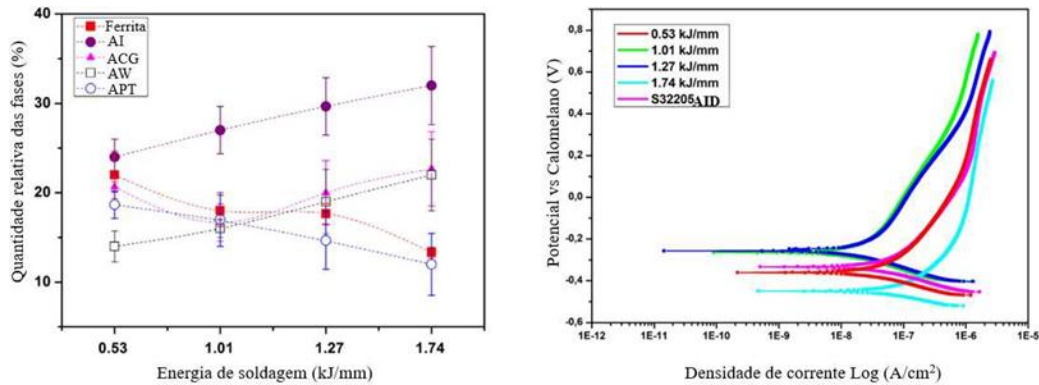 40
30
20
10
Quantidade relativa das fases (%)
Ferrita
AI
ACG
AW
APT
0.53
1.01
1.27
1.74
Energia de soldagem (kJ/mm)
0,8
0,6
0,4
0,2
0,0
-0,2
-0,4
-0,6
Potencial vs Calomelano (V)
0.53 kJ/mm
1.01 kJ/mm
1.27 kJ/mm
1.74 kJ/mm
S32205AID
1E-11
1E-10
1E-9
1E-8
1E-7
1E-6
1E-5
Densidade de corrente Log (A/cm²)